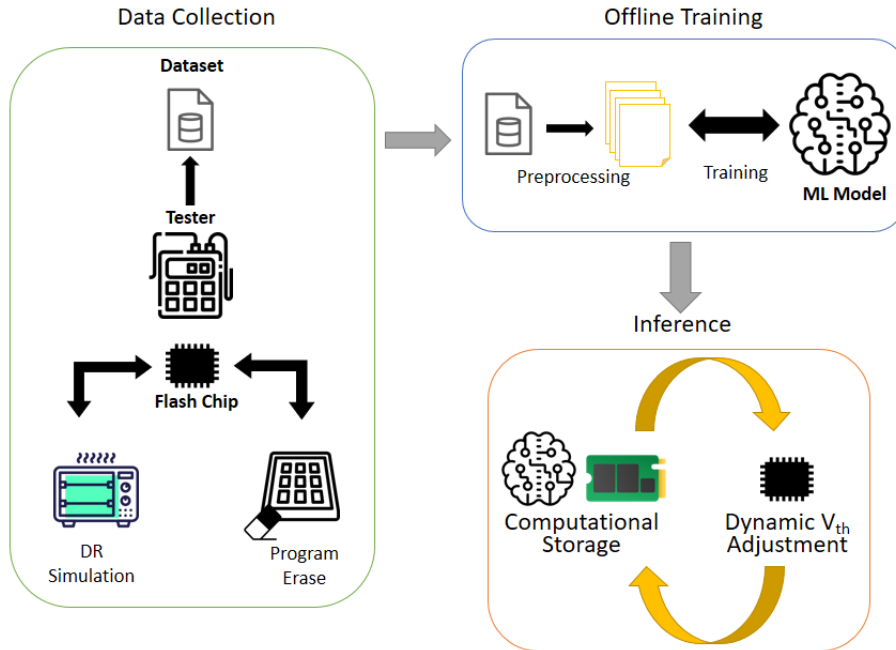 Data Collection
Dataset
Tester
Flash Chip
DR
Simulation
Program
Erase
Offline Training
Preprocessing
Training
ML Model
Inference
Computational
Storage
Dynamic Vth
Adjustment